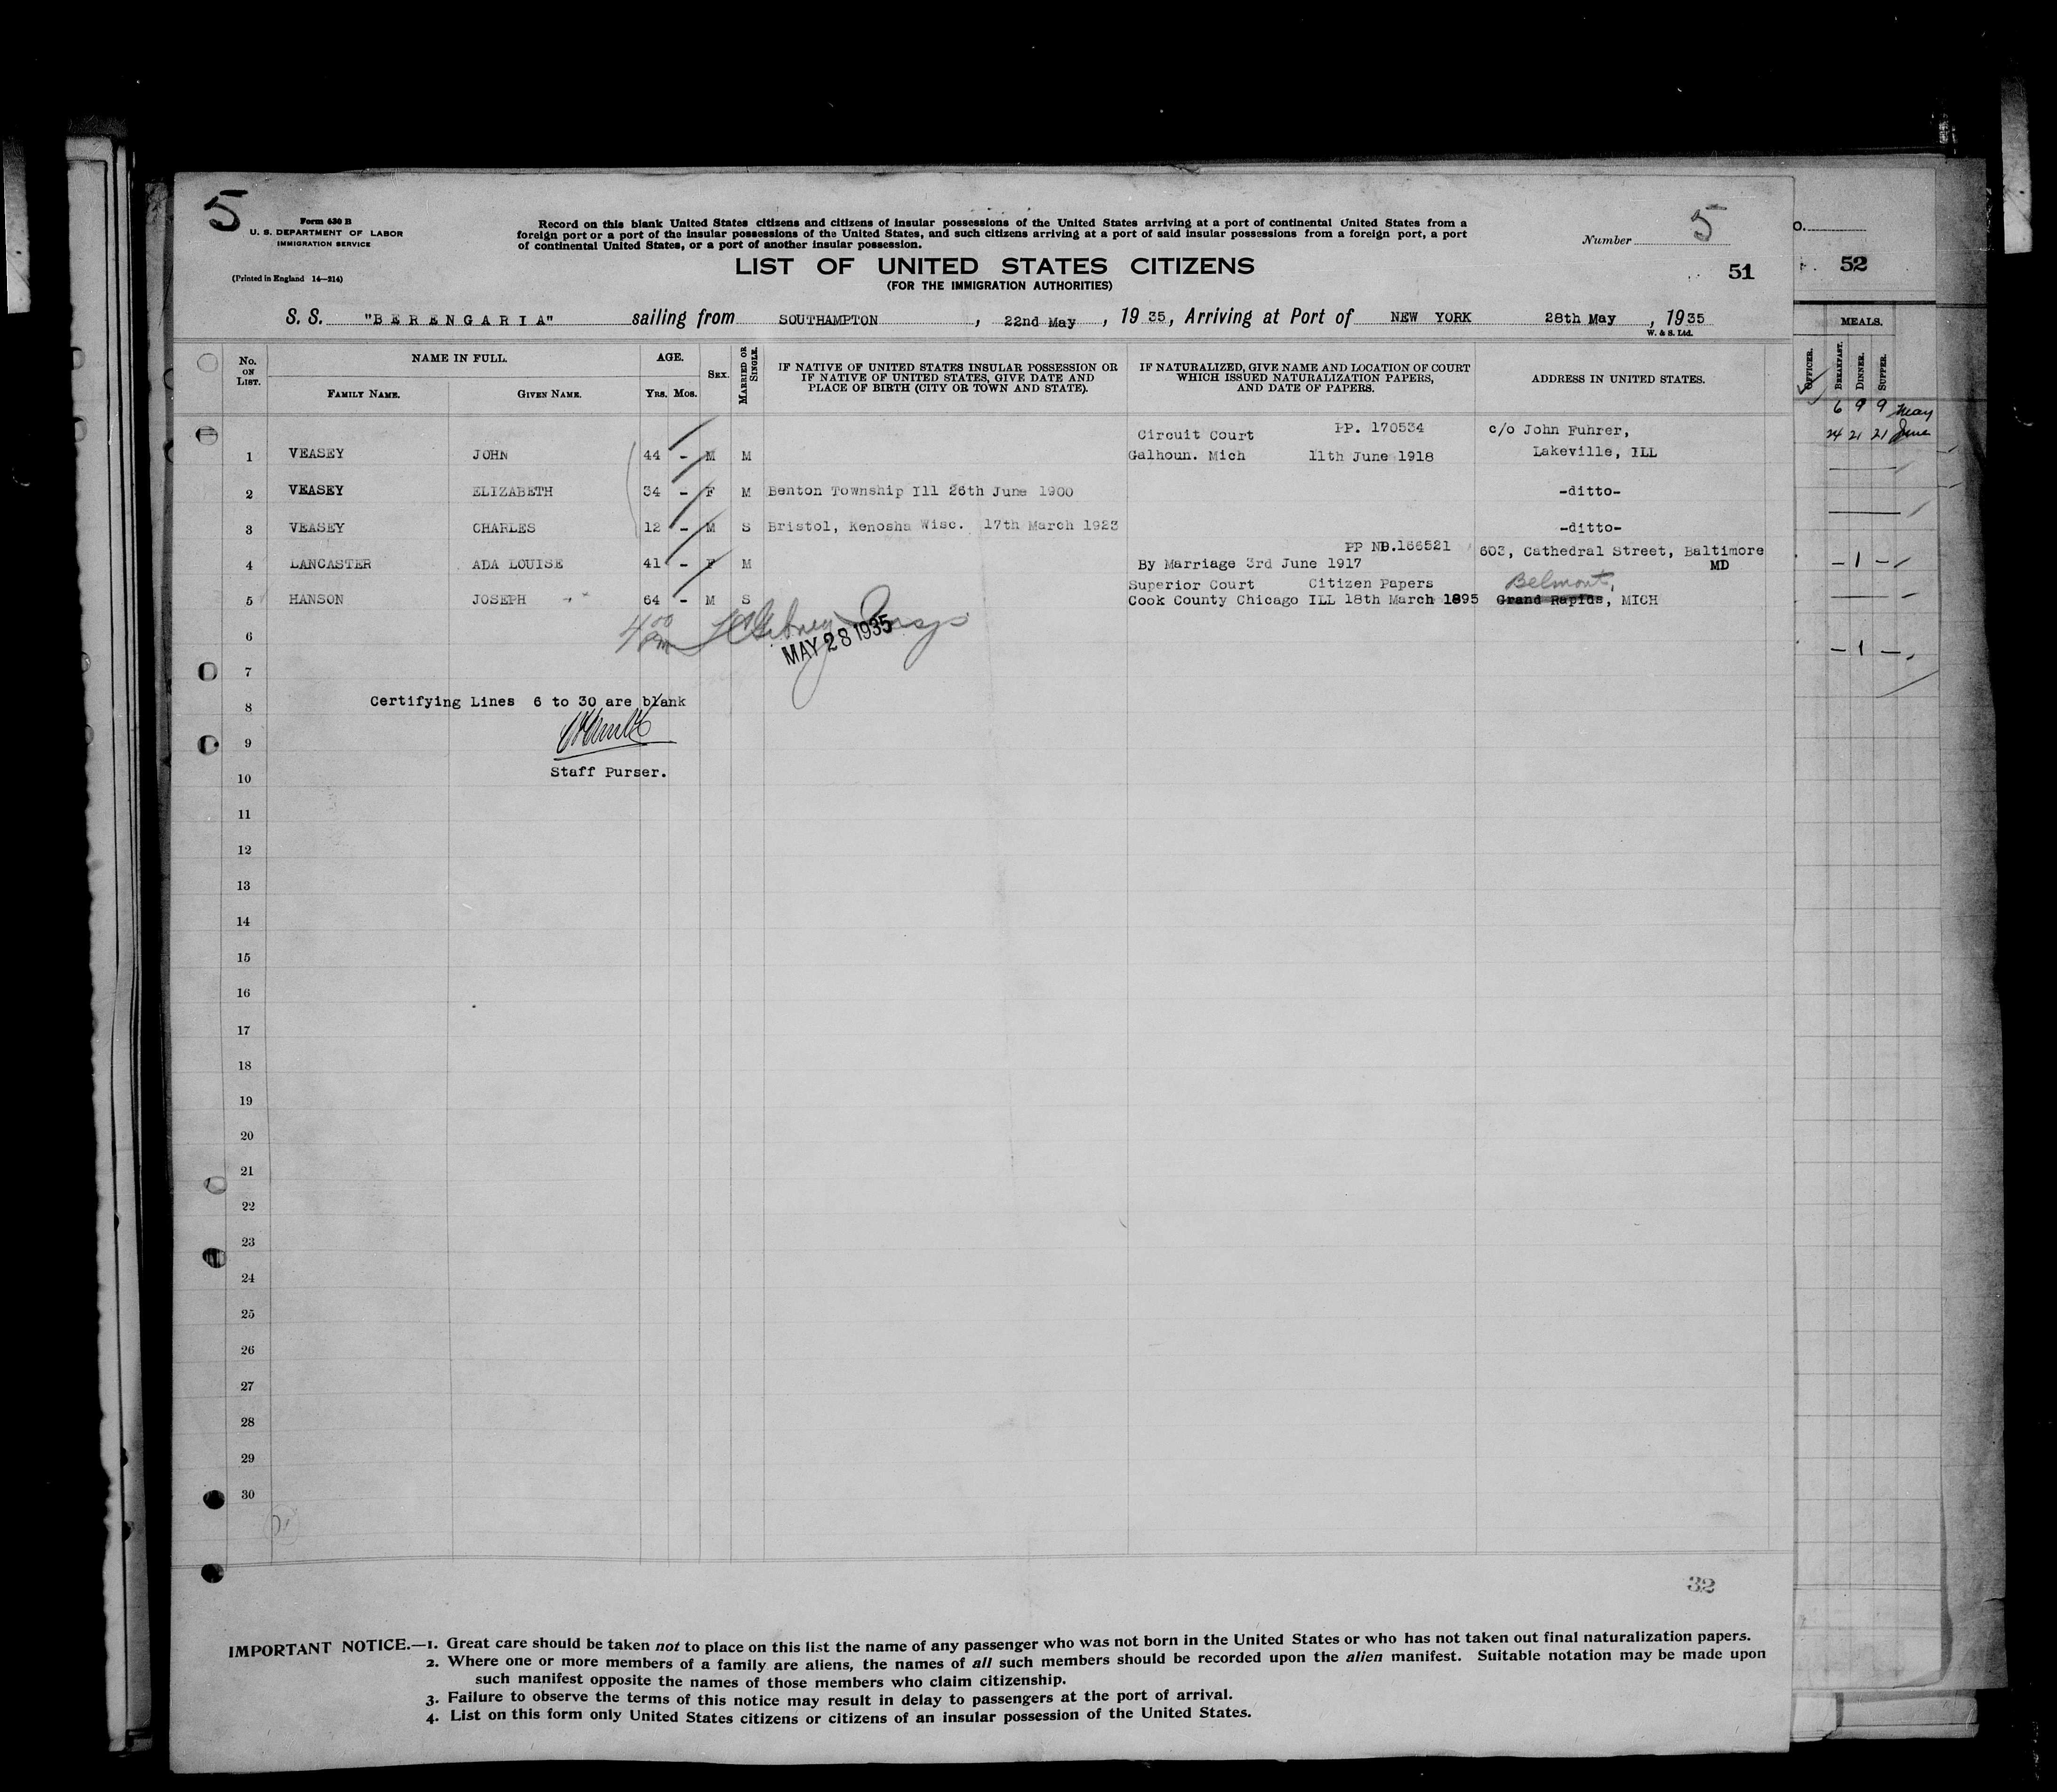 5
Form 630 B
U. S. DEPARTMENT OF LABOR
IMMIGRATION SERVICE
(Printed in England 14—214)
Record on this blank United States citizens and citizens of insular possessions of the United States arriving at a port of continental United States from a
foreign port or a port of the insular possessions of the United States, and such citizens arriving at a port of said insular possessions from a foreign port, a port
of continental United States, or a port of another insular possession.
Number 5
51
LIST OF UNITED STATES CITIZENS
(FOR THE IMMIGRATION AUTHORITIES)
S. S. "BERENGARIA" sailing from SOUTHAMPTON, 22nd May, 1935, Arriving at Port of NEW YORK 28th May, 1935
W. & S. Ltd.
No. ON LIST.
NAME IN FULL.
FAMILY NAME.
GIVEN NAME.
AGE.
YRS. MOS.
SEX.
MARRIED OR SINGLE.
IF NATIVE OF UNITED STATES INSULAR POSSESSION OR
IF NATIVE OF UNITED STATES, GIVE DATE AND
PLACE OF BIRTH (CITY OR TOWN AND STATE).
IF NATURALIZED, GIVE NAME AND LOCATION OF COURT
WHICH ISSUED NATURALIZATION PAPERS,
AND DATE OF PAPERS.
ADDRESS IN UNITED STATES.
Circuit Court PP. 170534 c/o John Fuhrer,
1 VEASEY JOHN 44 - M M Galhoun. Mich 11th June 1918 Lakeville, ILL
2 VEASEY ELIZABETH 34 - F M Benton Township Ill 26th June 1900 -ditto-
3 VEASEY CHARLES 12 - M S Bristol, Kenosha Wisc. 17th March 1923 -ditto-
PP NO.166521 603, Cathedral Street, Baltimore
4 LANCASTER ADA LOUISE 41 - F M By Marriage 3rd June 1917 MD
Superior Court Citizen Papers Belmont,
5 HANSON JOSEPH 64 - M S Cook County Chicago ILL 18th March 1895 Grand Rapids, MICH
4 00 Pm
MAY 28 1935
6
7
8 Certifying Lines 6 to 30 are blank
9
10 Staff Purser.
11
12
13
14
15
16
17
18
19
20
21
22
23
24
25
26
27
28
29
30
32
IMPORTANT NOTICE.—1. Great care should be taken not to place on this list the name of any passenger who was not born in the United States or who has not taken out final naturalization papers.
2. Where one or more members of a family are aliens, the names of all such members should be recorded upon the alien manifest. Suitable notation may be made upon
such manifest opposite the names of those members who claim citizenship.
3. Failure to observe the terms of this notice may result in delay to passengers at the port of arrival.
4. List on this form only United States citizens or citizens of an insular possession of the United States.
o.
52
MEALS.
OFFICER.
BREAKFAST.
DINNER.
SUPPER.
6 9 9 May
24 21 21 June
— 1 —
— 1 —